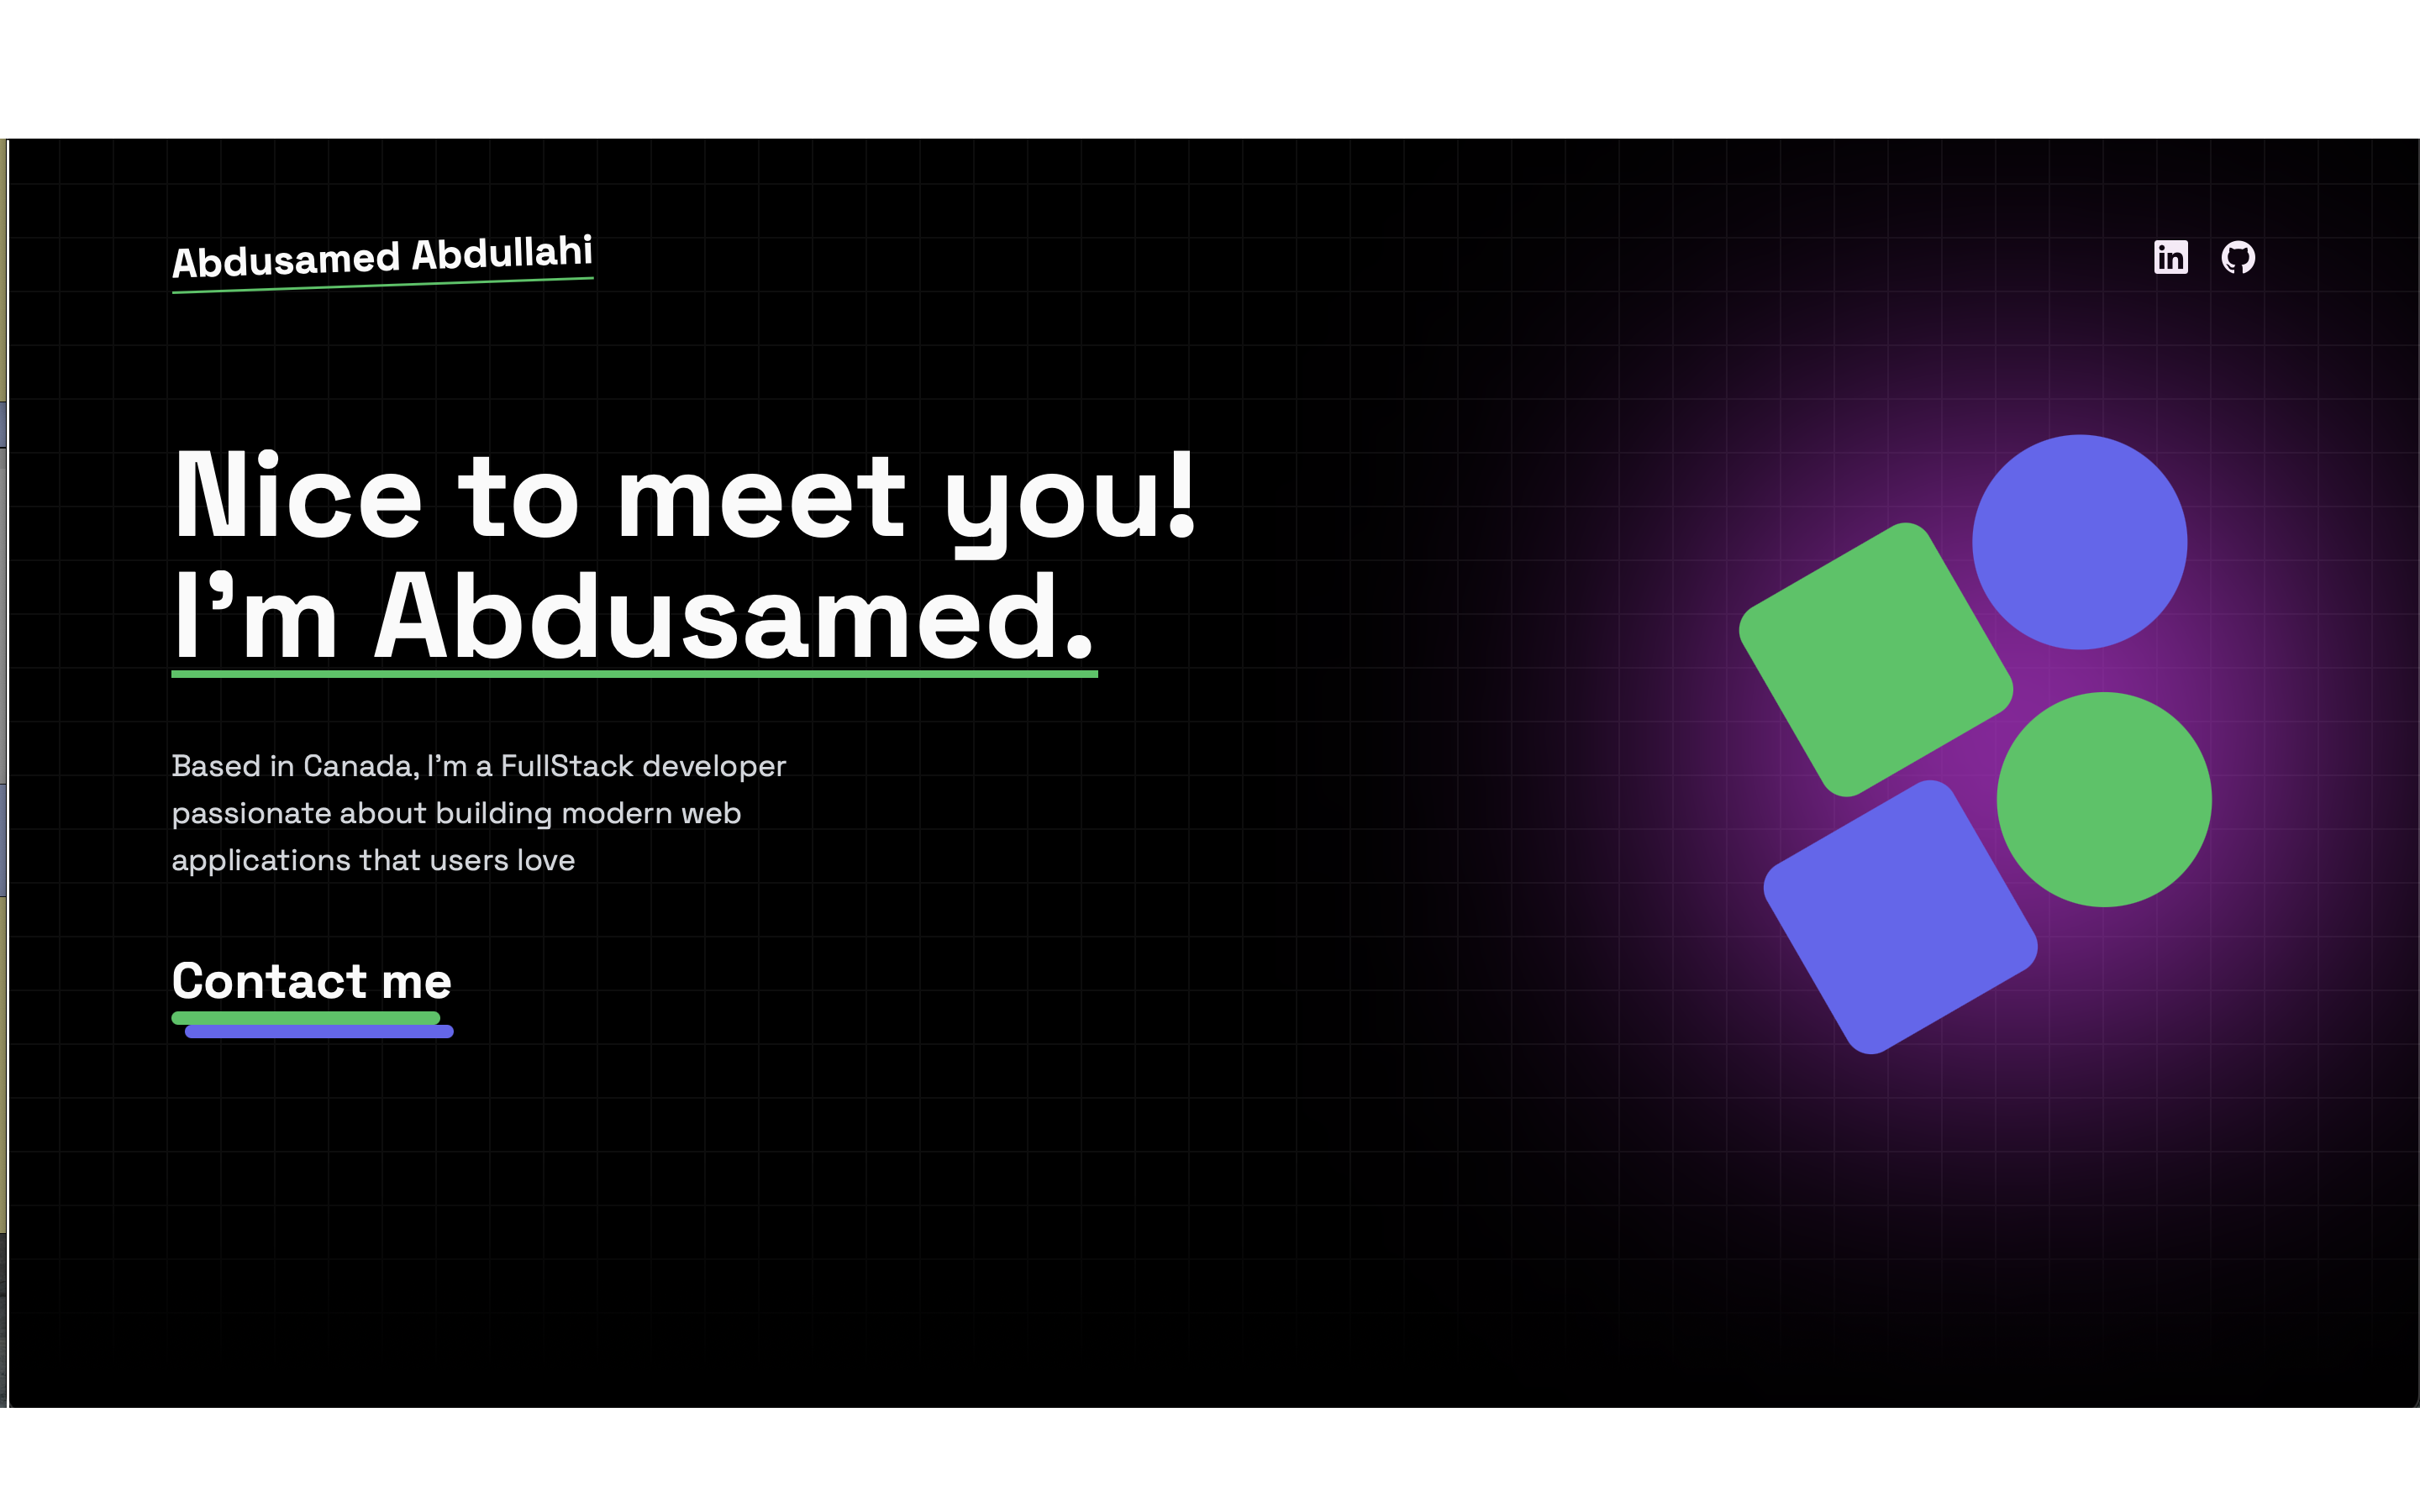 Abdusamed Abdullahi
in
Nice to meet you!
I'm Abdusamed.
Based in Canada, I'm a FullStack developer
passionate about building modern web
applications that users love
Contact me